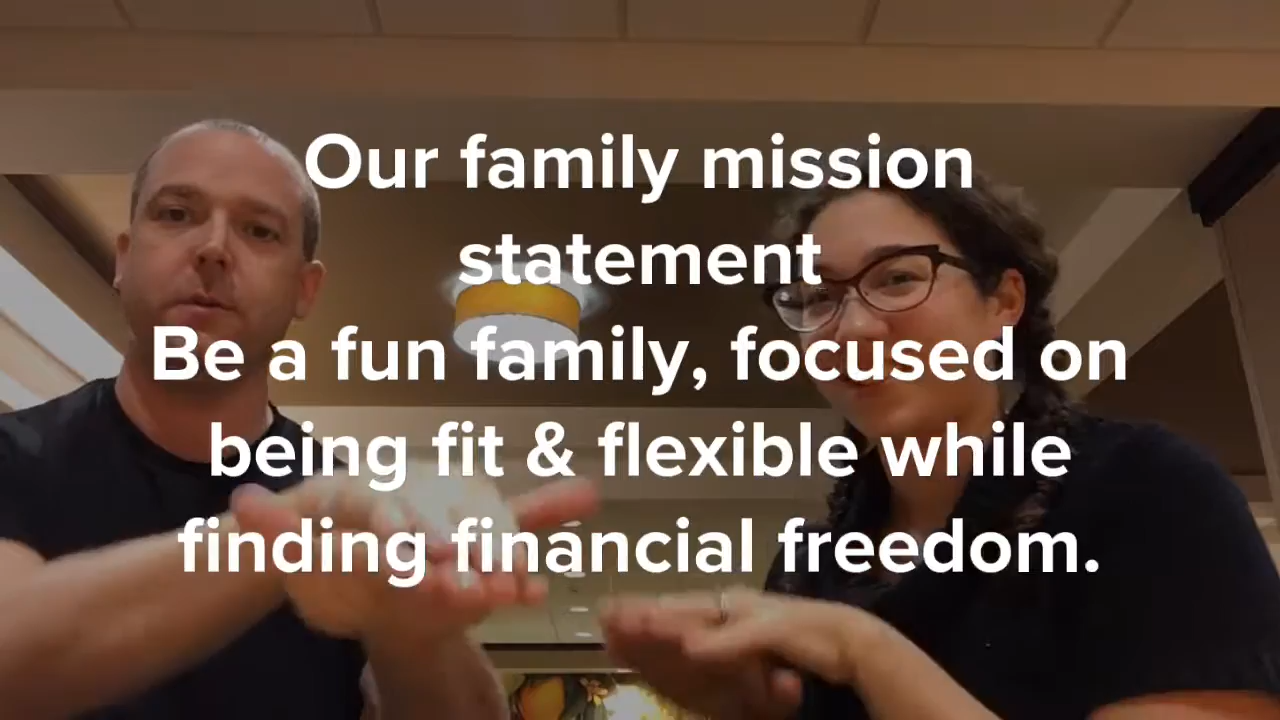 Our family mission
statement
Be a fun family, focused on
being fit & flexible while
finding financial freedom.